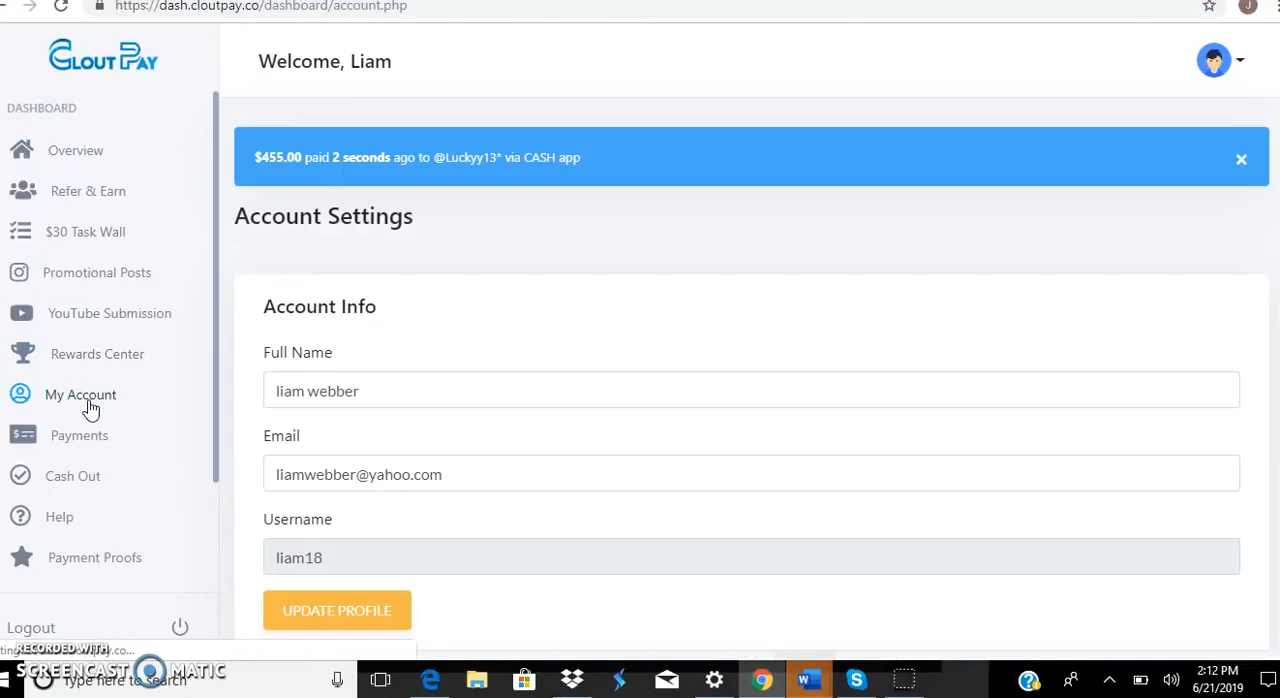 https://dash.cloutpay.co/dashboard/account.php
J
CLOUT PAY
Welcome, Liam
DASHBOARD
Overview
Refer & Earn
$30 Task Wall
Promotional Posts
YouTube Submission
Rewards Center
My Account
Payments
Cash Out
Help
Payment Proofs
Logout
$455.00 paid 2 seconds ago to @Luckyy13* via CASH app
×
Account Settings
Account Info
Full Name
liam webber
Email
liamwebber@yahoo.com
Username
liam18
UPDATE PROFILE
RECORDED WITH
SCREENCAST MATIC
Type here to search
2:12 PM
6/21/2019